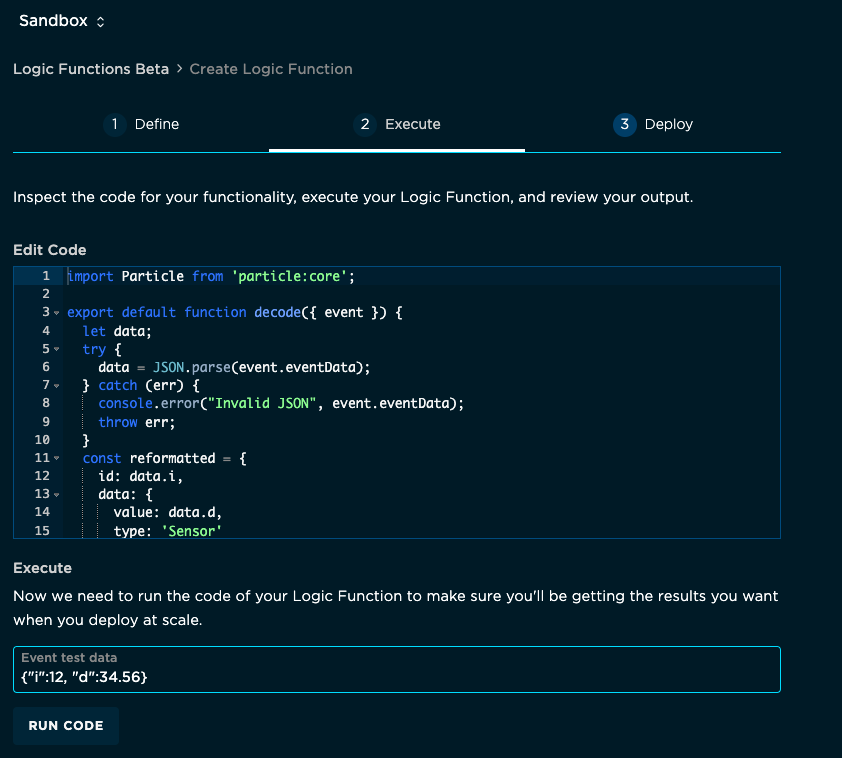 Sandbox
Logic Functions Beta > Create Logic Function
1 Define 2 Execute 3 Deploy
Inspect the code for your functionality, execute your Logic Function, and review your output.
Edit Code
1 import Particle from 'particle:core';
2
3 export default function decode({ event }) {
4 let data;
5 try {
6 data = JSON.parse(event.eventData);
7 } catch (err) {
8 console.error("Invalid JSON", event.eventData);
9 throw err;
10 }
11 const reformatted = {
12 id: data.i,
13 data: {
14 value: data.d,
15 type: 'Sensor'
Execute
Now we need to run the code of your Logic Function to make sure you'll be getting the results you want
when you deploy at scale.
Event test data
{"i":12, "d":34.56}
RUN CODE